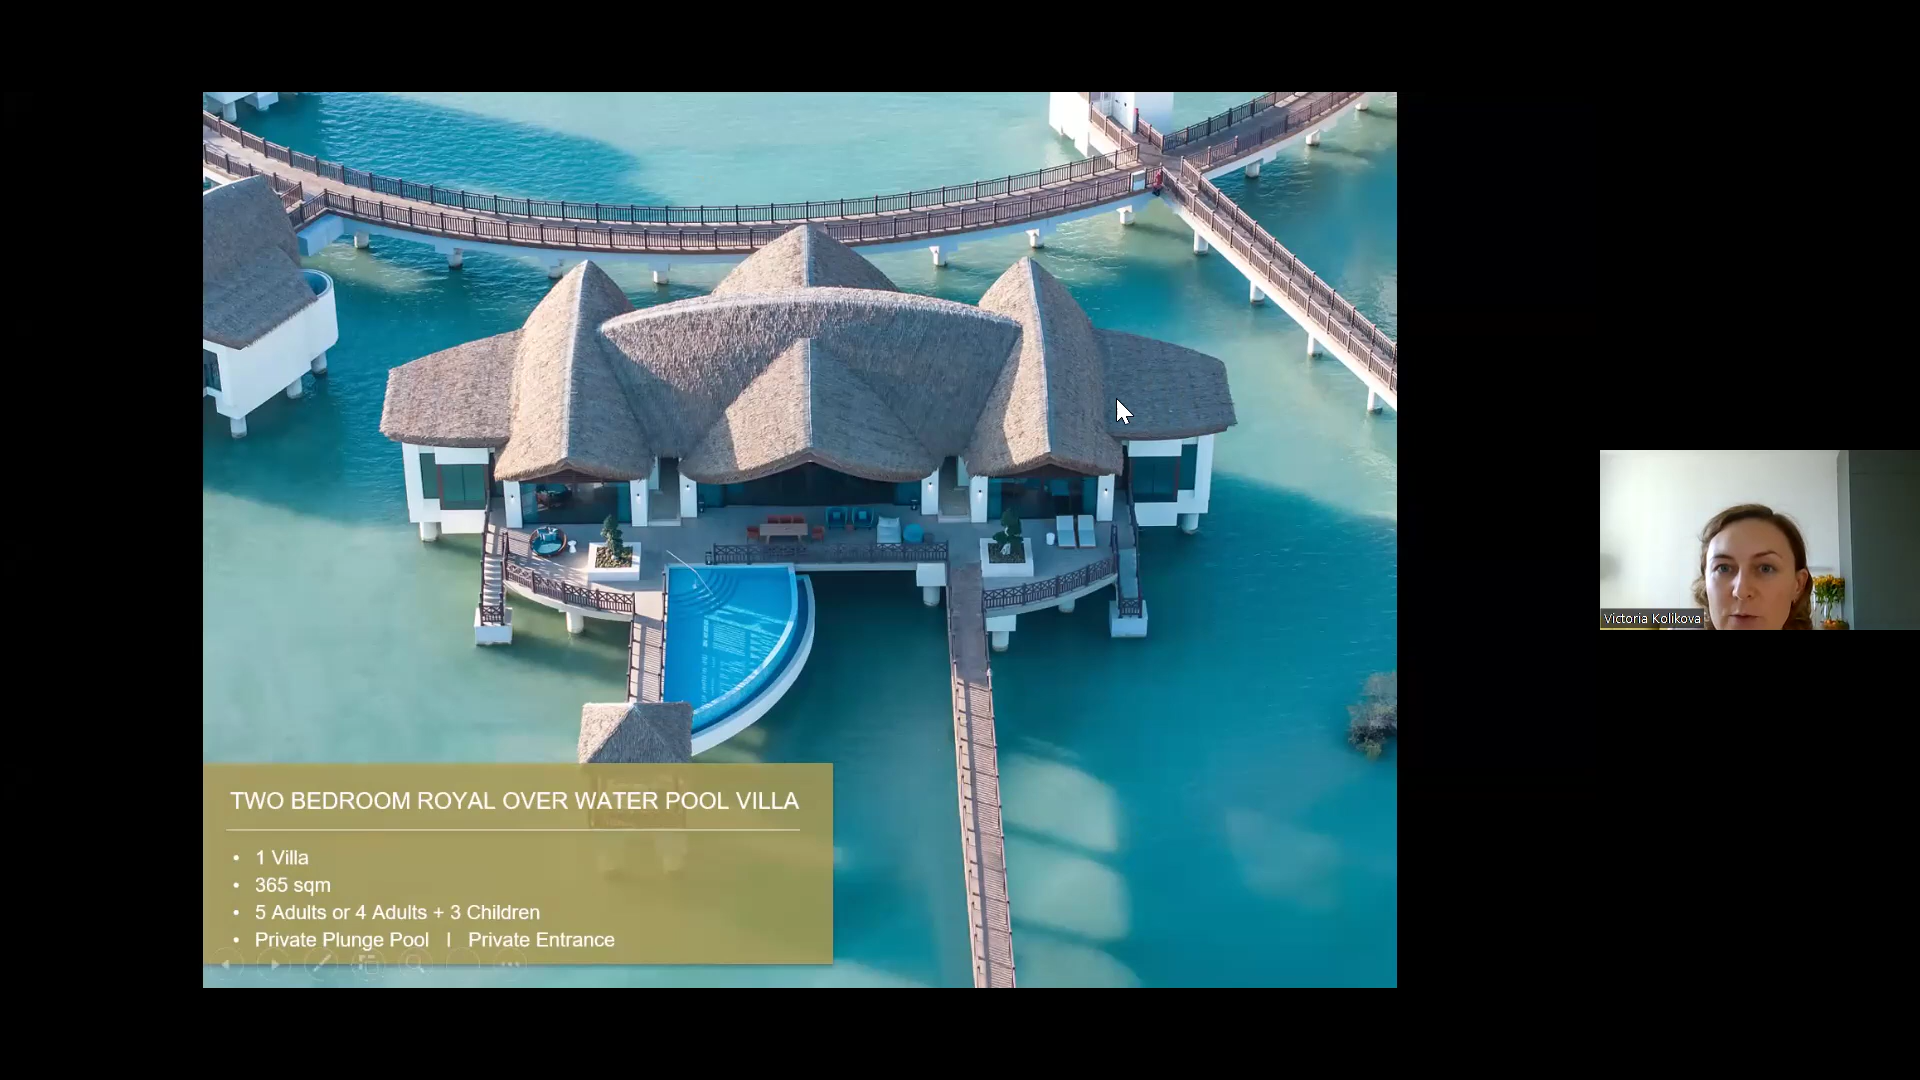 TWO BEDROOM ROYAL OVER WATER POOL VILLA
• 1 Villa
• 365 sqm
• 5 Adults or 4 Adults + 3 Children
• Private Plunge Pool | Private Entrance
Victoria Kolikova